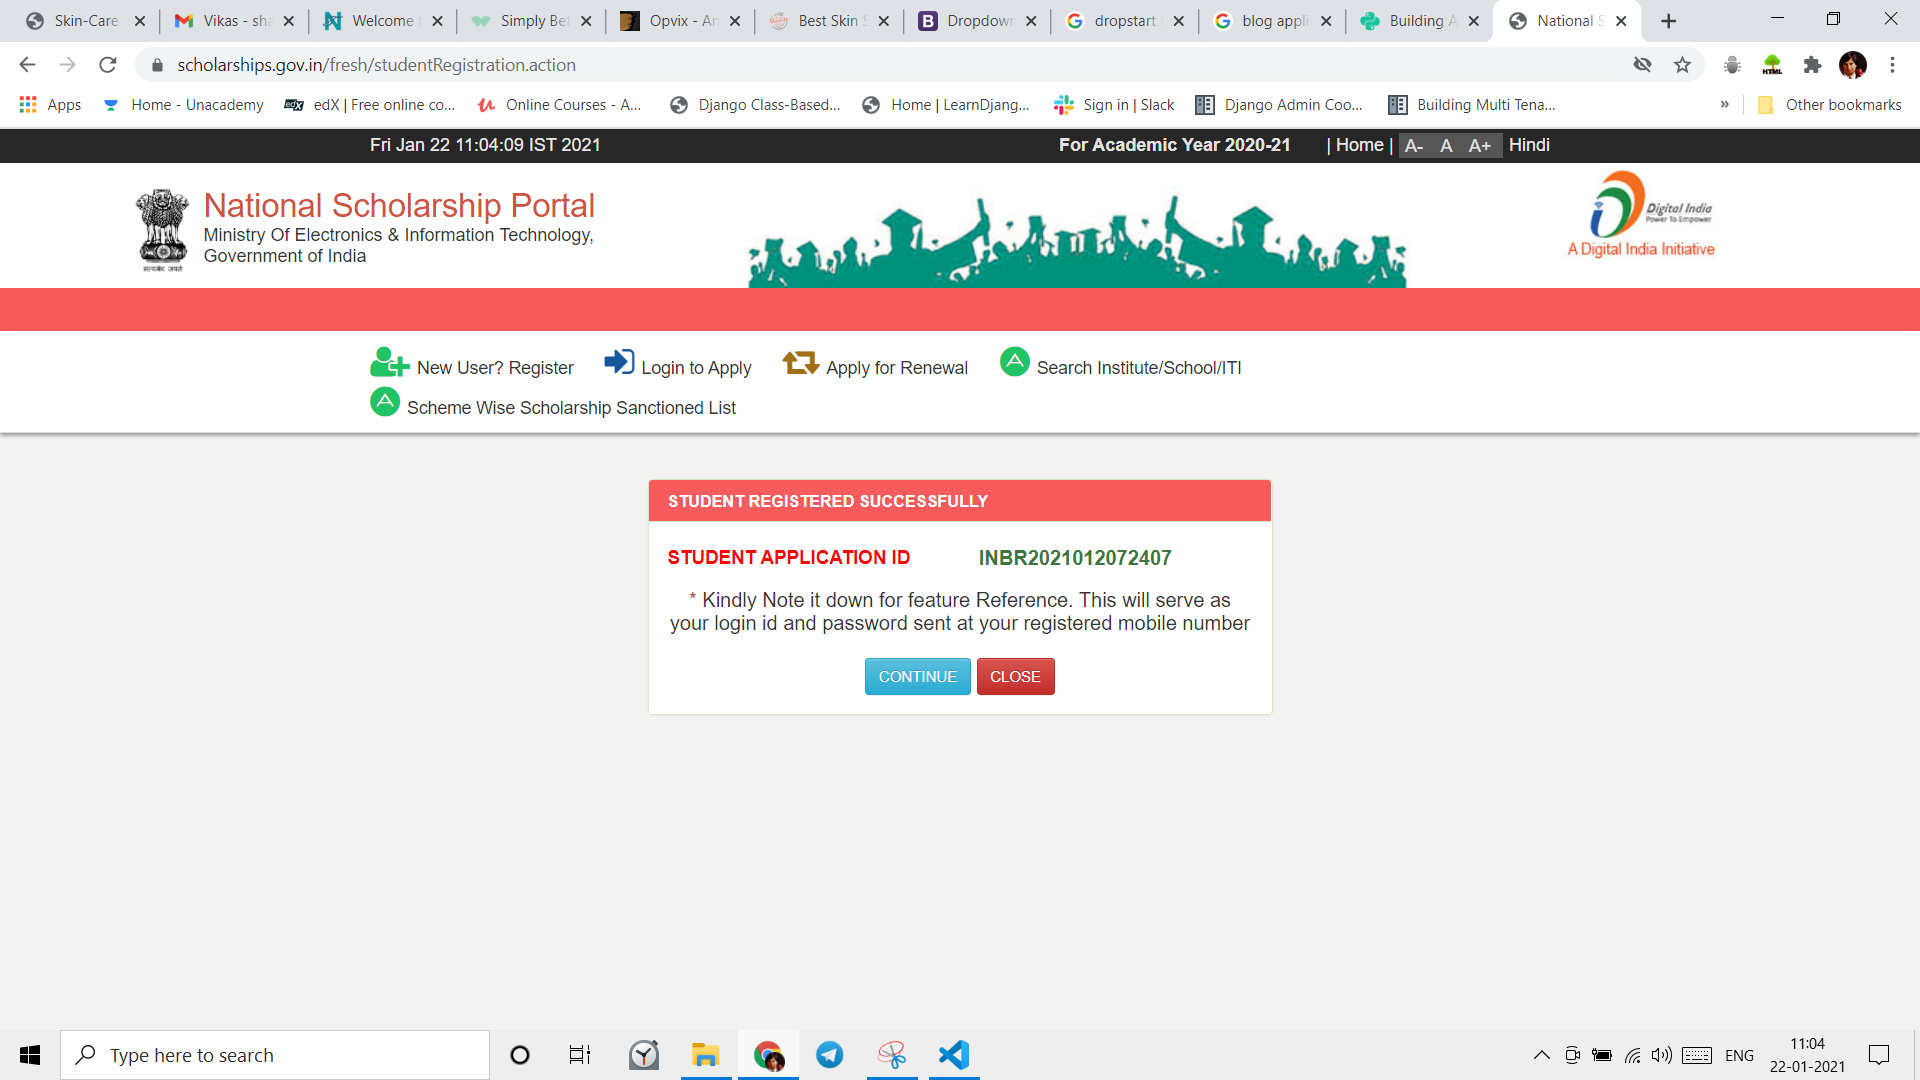 Skin-Care
Vikas - sha
Welcome t
Simply Bet
Opvix - An
Best Skin S
Dropdown
dropstart
blog appli
Building A
National S
scholarships.gov.in/fresh/studentRegistration.action
Apps
Home - Unacademy
edX | Free online co...
Online Courses - A...
Django Class-Based...
Home | LearnDjang...
Sign in | Slack
Django Admin Coo...
Building Multi Tena...
»
Other bookmarks
Fri Jan 22 11:04:09 IST 2021
For Academic Year 2020-21
| Home |
A- A A+
Hindi
National Scholarship Portal
Ministry Of Electronics & Information Technology,
Government of India
सत्यमेव जयते
Digital India
Power To Empower
A Digital India Initiative
New User? Register
Login to Apply
Apply for Renewal
Search Institute/School/ITI
Scheme Wise Scholarship Sanctioned List
STUDENT REGISTERED SUCCESSFULLY
STUDENT APPLICATION ID INBR2021012072407
* Kindly Note it down for feature Reference. This will serve as
your login id and password sent at your registered mobile number
CONTINUE
CLOSE
Type here to search
ENG
11:04
22-01-2021